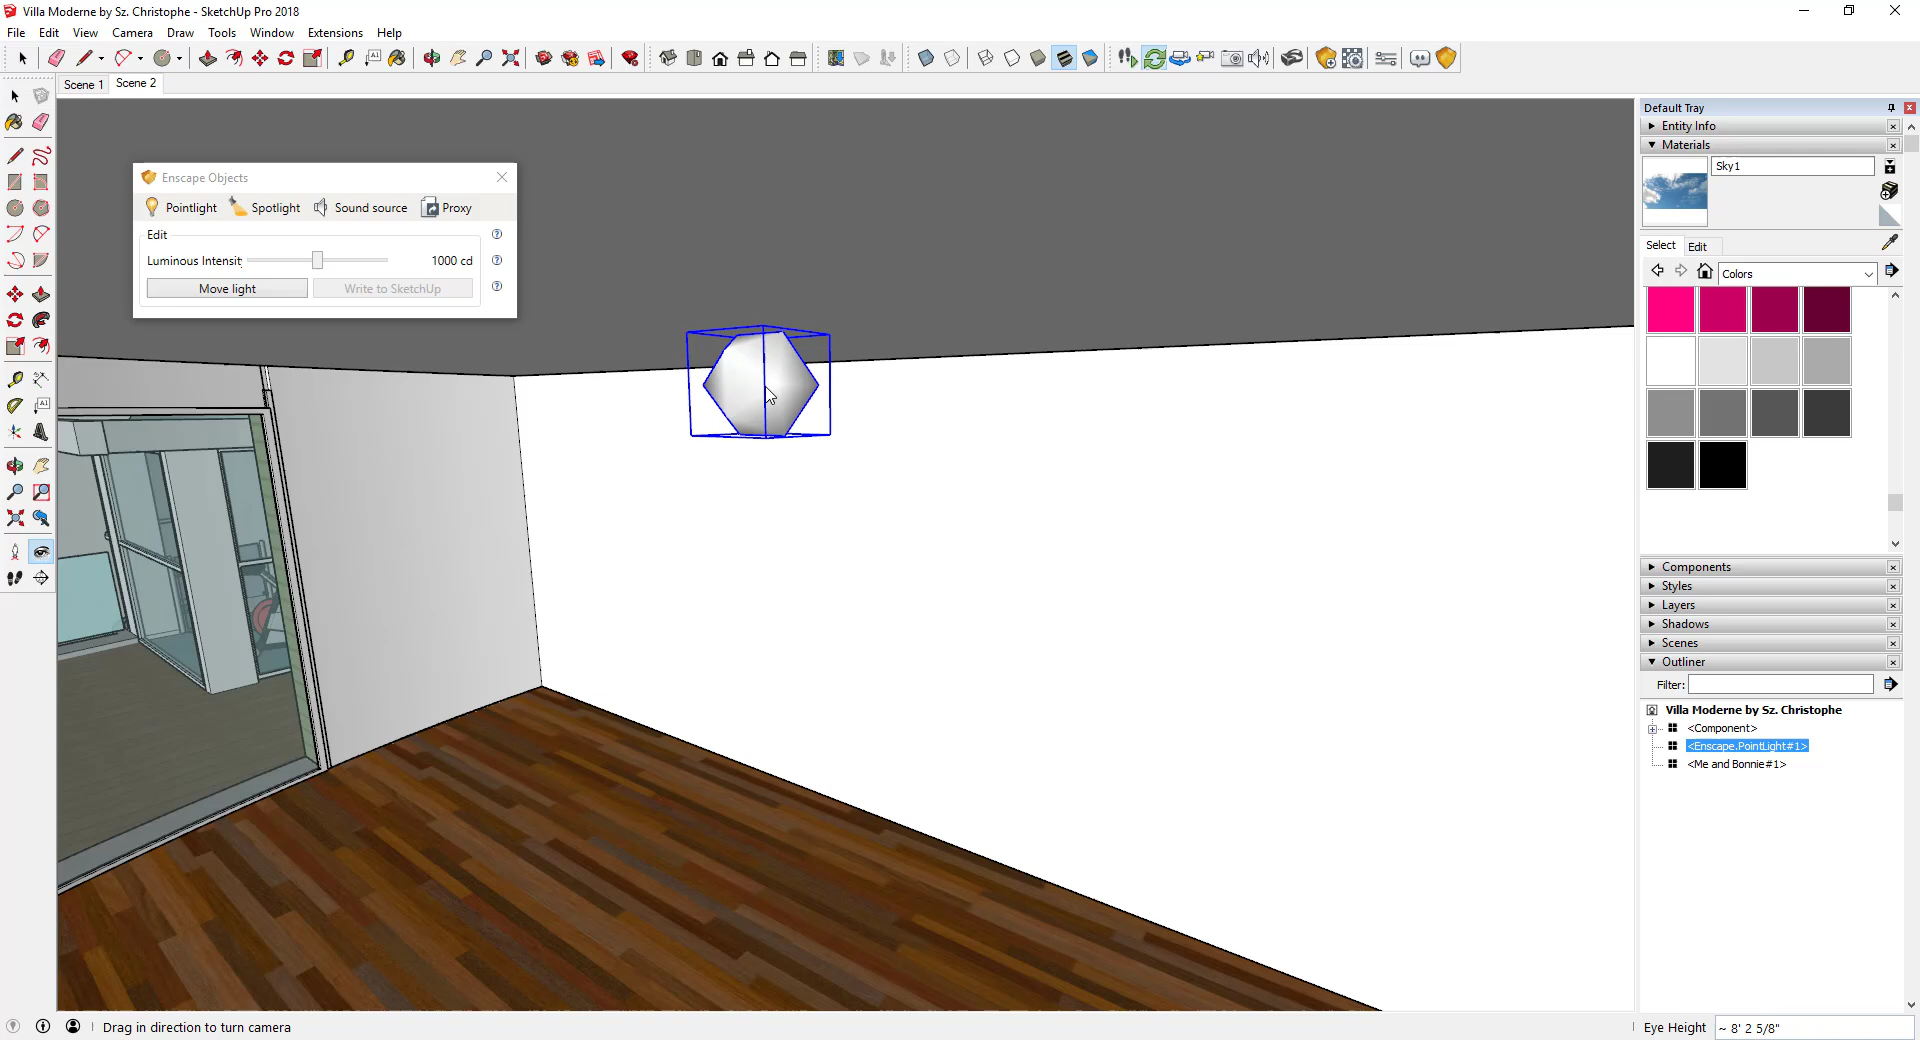 Villa Moderne by Sz. Christophe - SketchUp Pro 2018
File Edit View Camera Draw Tools Window Extensions Help
Scene 1 Scene 2
Enscape Objects
Pointlight Spotlight Sound source Proxy
Edit
Luminous Intensit 1000 cd
Move light Write to SketchUp
Default Tray
Entity Info
Materials
Sky1
Select Edit
Colors
Components
Styles
Layers
Shadows
Scenes
Outliner
Filter:
Villa Moderne by Sz. Christophe
<Component>
<Enscape.PointLight#1>
<Me and Bonnie#1>
Drag in direction to turn camera
Eye Height ~ 8' 2 5/8"